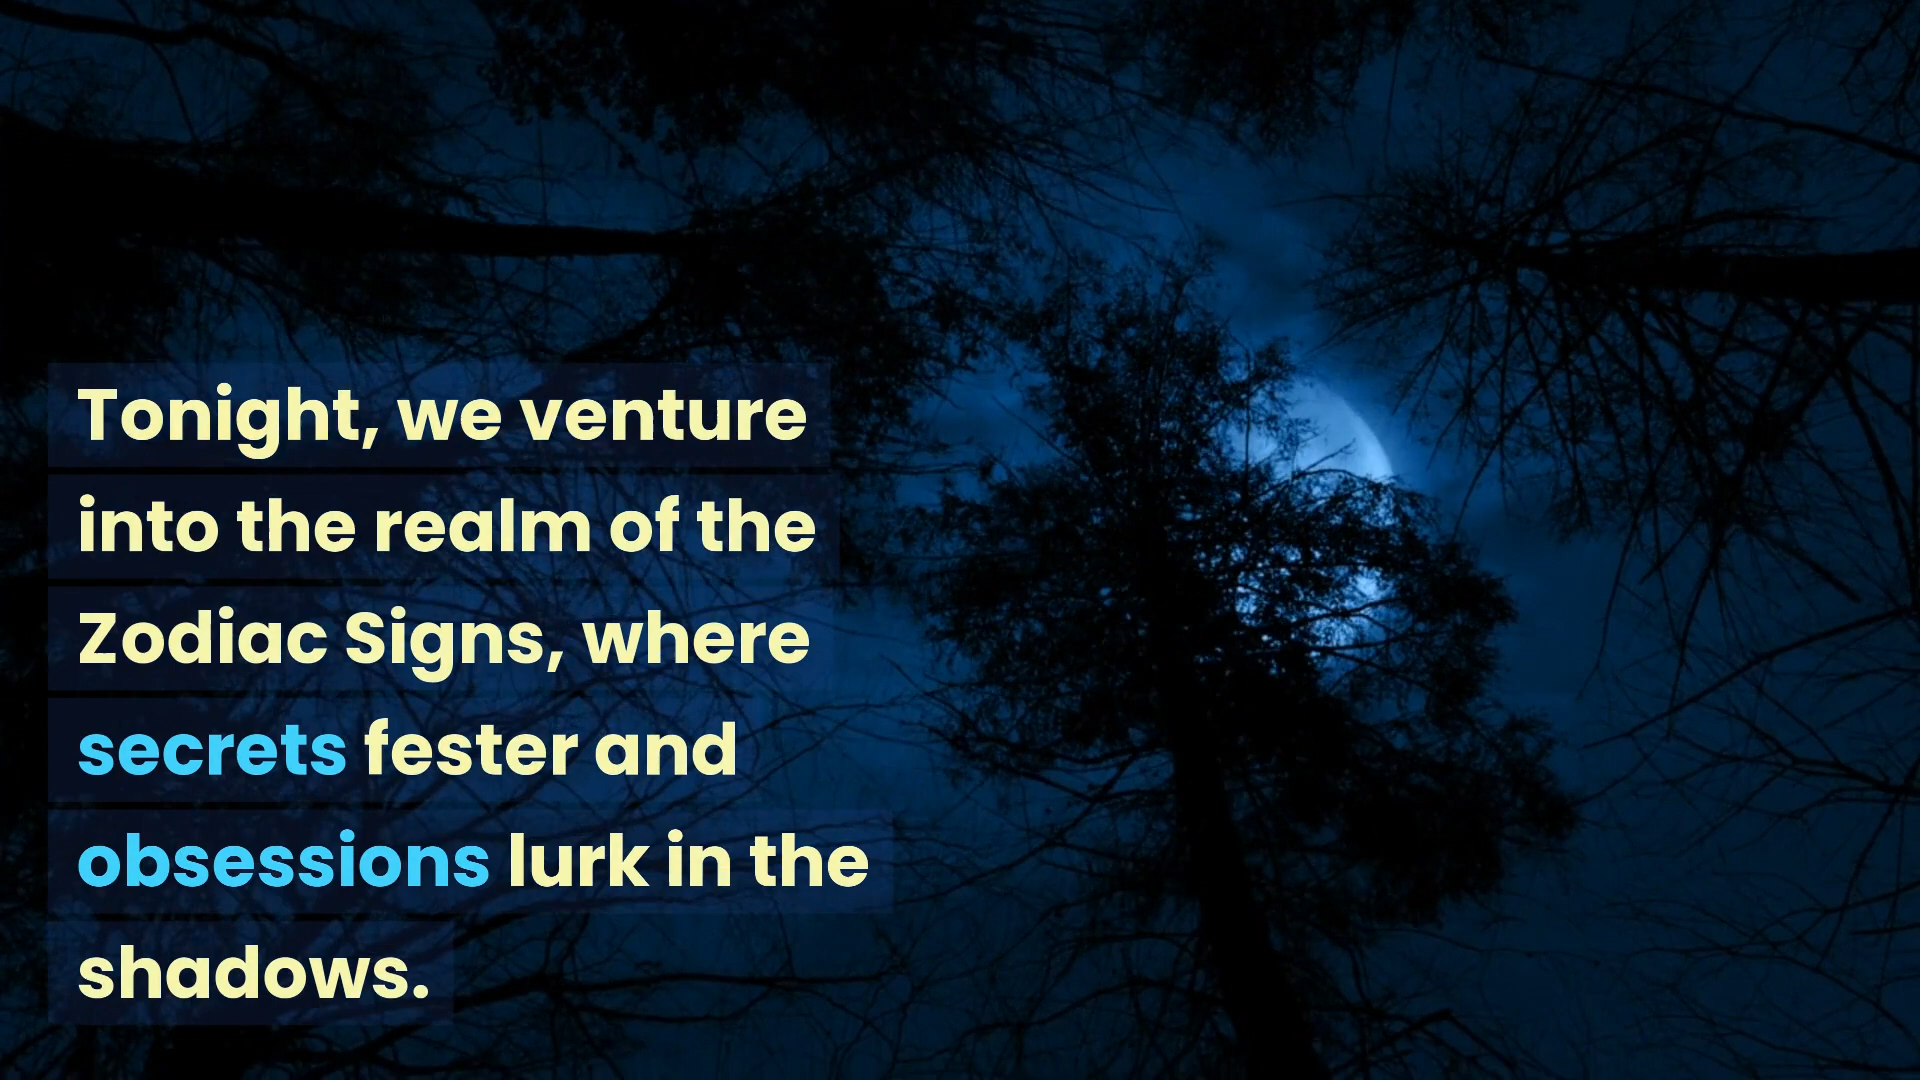 Tonight, we venture
into the realm of the
Zodiac Signs, where
secrets fester and
obsessions lurk in the
shadows.